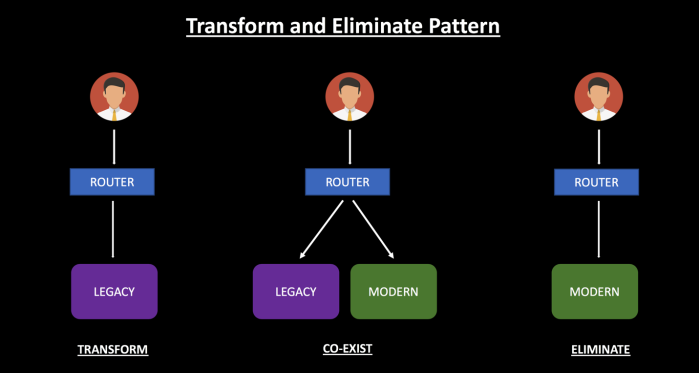 Transform and Eliminate Pattern
ROUTER
ROUTER
ROUTER
LEGACY
LEGACY
MODERN
MODERN
TRANSFORM
CO-EXIST
ELIMINATE